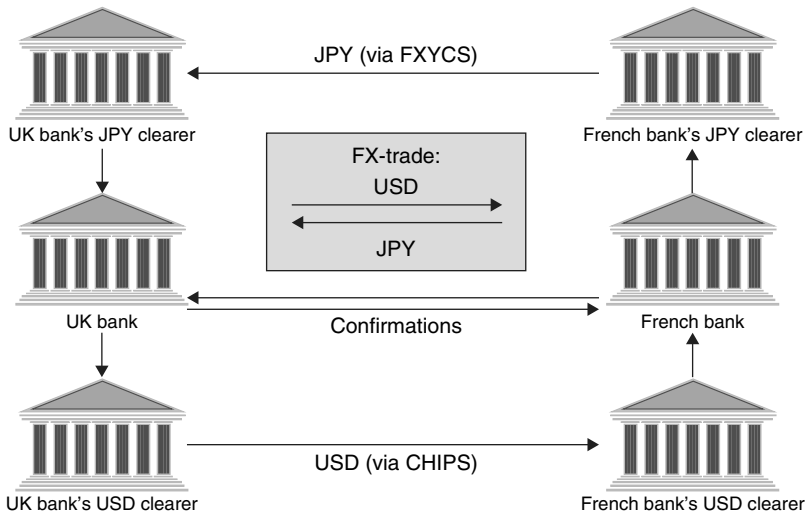 JPY (via FXYCS)
UK bank's JPY clearer
French bank's JPY clearer
FX-trade:
USD
JPY
UK bank
Confirmations
French bank
USD (via CHIPS)
UK bank's USD clearer
French bank's USD clearer